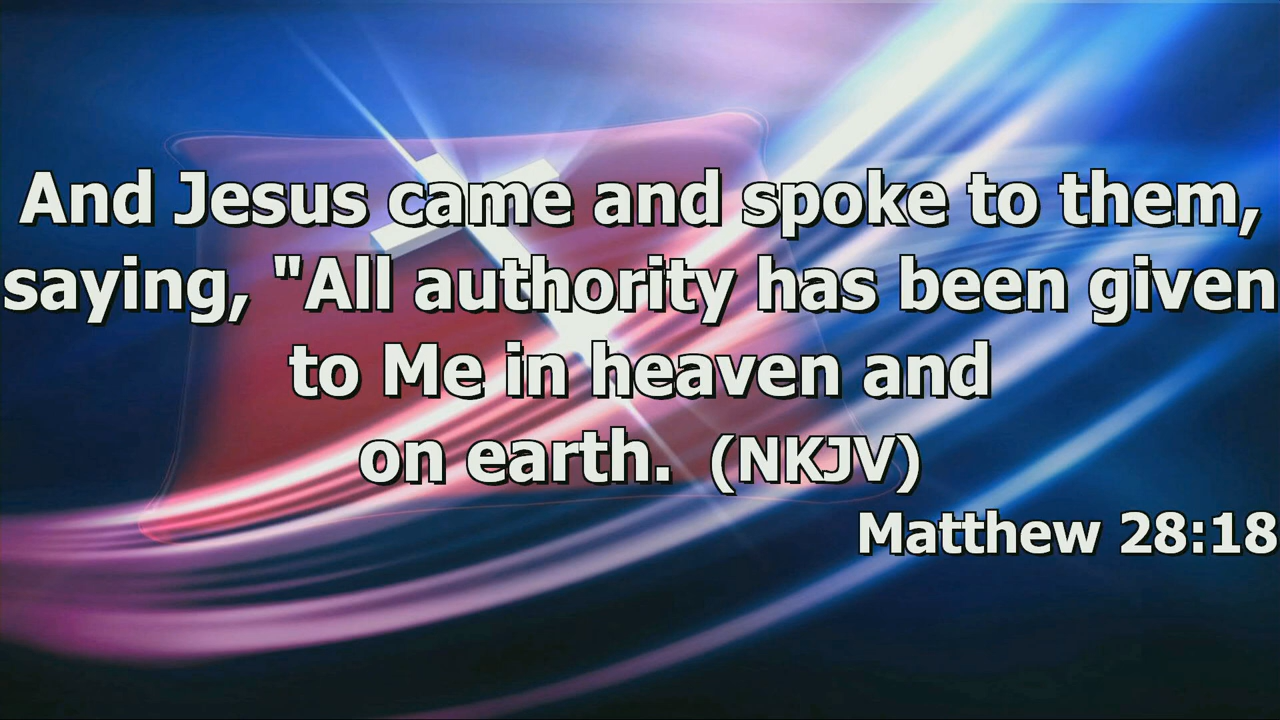 And Jesus came and spoke to them,
saying, "All authority has been given
to Me in heaven and
on earth. (NKJV)
Matthew 28:18